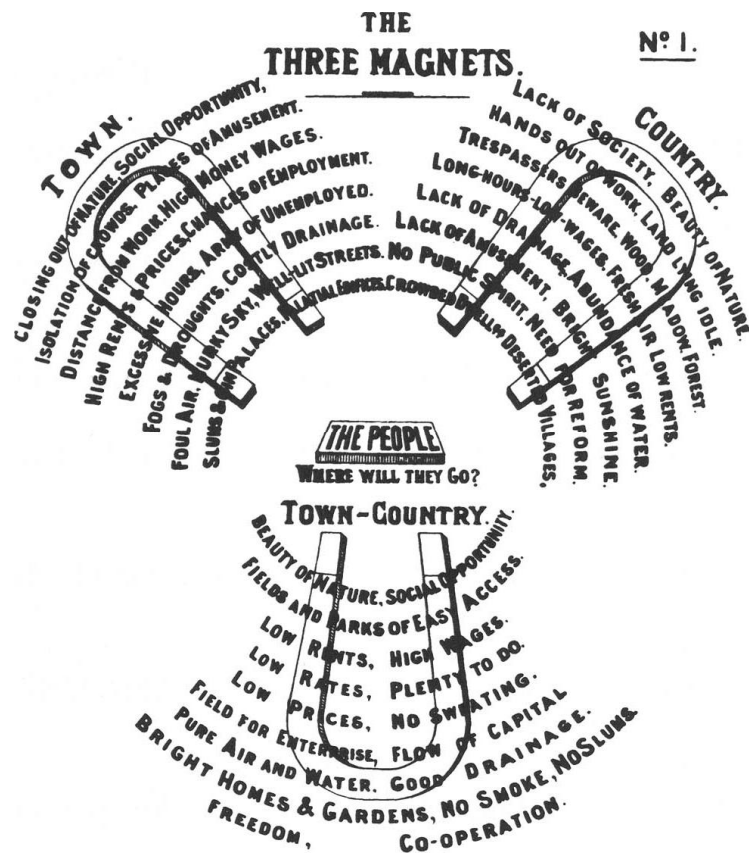 THE
THREE MAGNETS.
Nº 1.
TOWN.
CLOSING OUT OF NATURE. SOCIAL OPPORTUNITY,
ISOLATION OF CROWDS. PLACES OF AMUSEMENT.
DISTANCE FROM WORK. HIGH MONEY WAGES.
HIGH RENTS & PRICES. CHANCES OF EMPLOYMENT.
EXCESSIVE HOURS, ARMY OF UNEMPLOYED.
FOGS & DROUGHTS. COSTLY DRAINAGE.
FOUL AIR. MURKY SKY. WELL-LIT STREETS.
SLUMS & GIN PALACES. PALATIAL EDIFICES.
COUNTRY.
LACK OF SOCIETY, BEAUTY OF NATURE.
HANDS OUT OF WORK, LAND LYING IDLE.
TRESPASSERS BEWARE. WOOD, MEADOW, FOREST.
LONG-HOURS-LOW-WAGES, FRESH AIR LOW RENTS.
LACK OF DRAINAGE, ABUNDANCE OF WATER.
LACK OF AMUSEMENT, BRIGHT SUNSHINE.
NO PUBLIC SPIRIT. NEED FOR REFORM.
CROWDED DESERTED VILLAGES,
THE PEOPLE
WHERE WILL THEY GO?
TOWN-COUNTRY.
BEAUTY OF NATURE, SOCIAL OPPORTUNITY.
FIELDS AND PARKS OF EASY ACCESS.
LOW RENTS, HIGH WAGES.
LOW RATES, PLENTY TO DO.
LOW PRICES, NO SWEATING.
FIELD FOR ENTERPRISE, FLOW OF CAPITAL
PURE AIR AND WATER. GOOD DRAINAGE.
BRIGHT HOMES & GARDENS, NO SMOKE, NO SLUMS.
FREEDOM, CO-OPERATION.